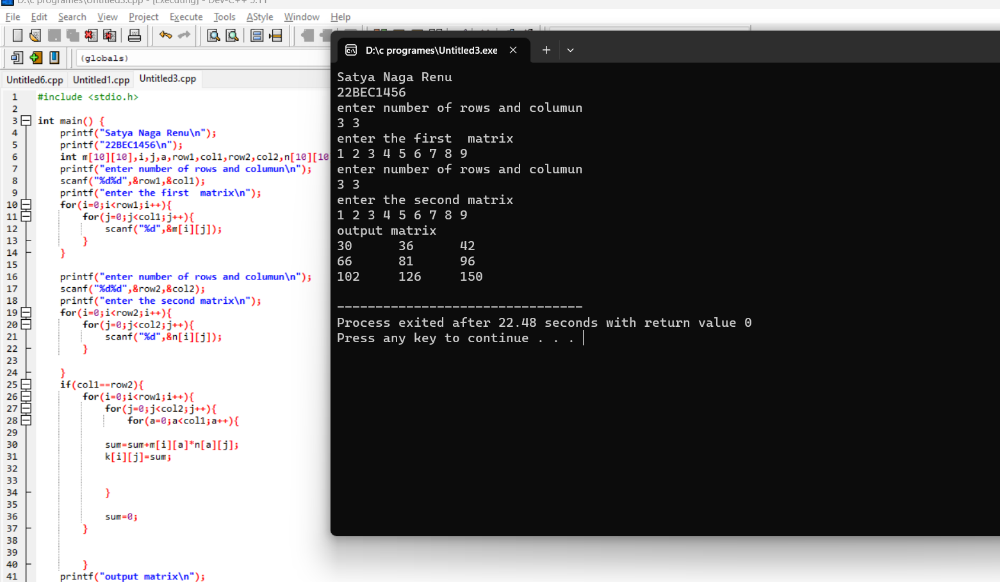 D:\c programes\Untitled3.cpp - [Executing] - Dev-C++ 5.11
File Edit Search View Project Execute Tools AStyle Window Help
(globals)
Untitled6.cpp Untitled1.cpp Untitled3.cpp
1 #include <stdio.h>
2
3 int main() {
4 printf("Satya Naga Renu\n");
5 printf("22BEC1456\n");
6 int m[10][10],i,j,a,row1,col1,row2,col2,n[10][10
7 printf("enter number of rows and columun\n");
8 scanf("%d%d",&row1,&col1);
9 printf("enter the first  matrix\n");
10 for(i=0;i<row1;i++){
11 for(j=0;j<col1;j++){
12 scanf("%d",&m[i][j]);
13 }
14 }
15
16 printf("enter number of rows and columun\n");
17 scanf("%d%d",&row2,&col2);
18 printf("enter the second matrix\n");
19 for(i=0;i<row2;i++){
20 for(j=0;j<col2;j++){
21 scanf("%d",&n[i][j]);
22 }
23
24 }
25 if(col1==row2){
26 for(i=0;i<row1;i++){
27 for(j=0;j<col2;j++){
28 for(a=0;a<col1;a++){
29
30 sum=sum+m[i][a]*n[a][j];
31 k[i][j]=sum;
32
33
34 }
35
36 sum=0;
37 }
38
39
40 }
41 printf("output matrix\n");
D:\c programes\Untitled3.exe
Satya Naga Renu
22BEC1456
enter number of rows and columun
3 3
enter the first  matrix
1 2 3 4 5 6 7 8 9
enter number of rows and columun
3 3
enter the second matrix
1 2 3 4 5 6 7 8 9
output matrix
30 36 42
66 81 96
102 126 150
--------------------------------
Process exited after 22.48 seconds with return value 0
Press any key to continue . . .